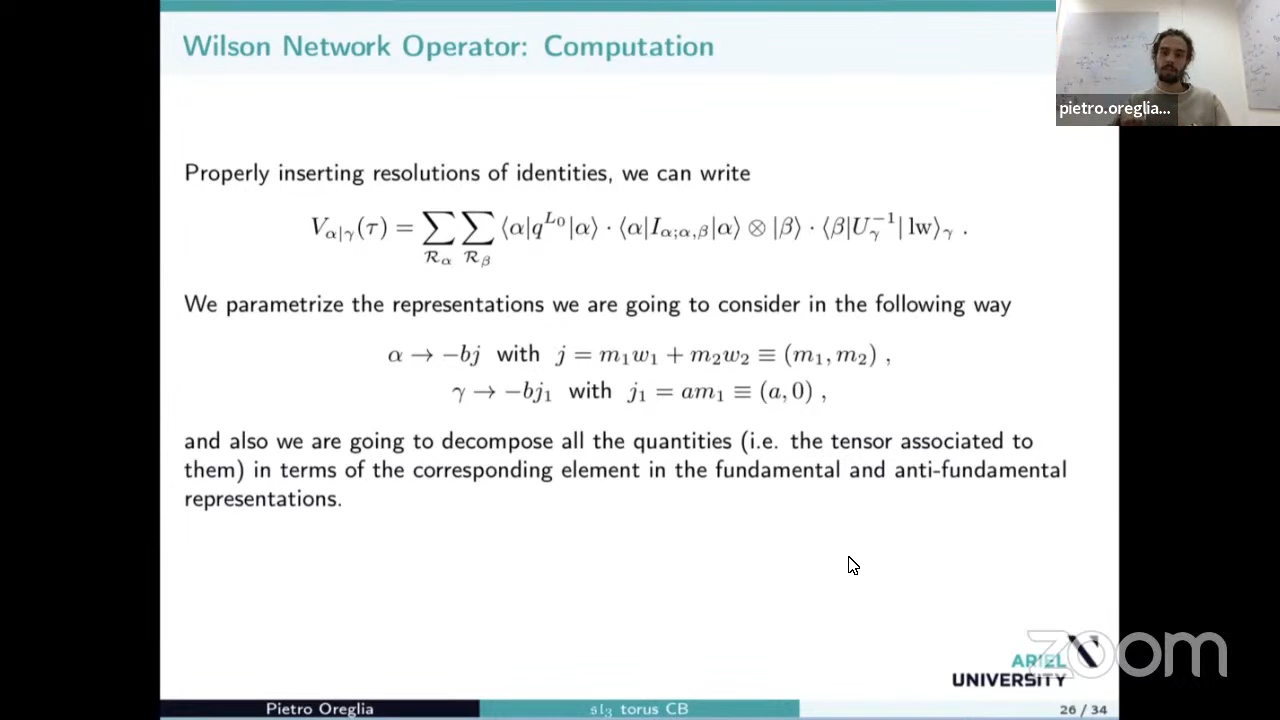 Wilson Network Operator: Computation
pietro.oreglia...
Properly inserting resolutions of identities, we can write
V_{α|γ}(τ) = ∑_{R_α} ∑_{R_β} ⟨α|q^{L_0}|α⟩ · ⟨α|I_{α;α,β}|α⟩ ⊗ |β⟩ · ⟨β|U_γ^{-1}| lw⟩_γ .
We parametrize the representations we are going to consider in the following way
α → −bj with j = m_1w_1 + m_2w_2 ≡ (m_1, m_2) ,
γ → −bj_1 with j_1 = am_1 ≡ (a, 0) ,
and also we are going to decompose all the quantities (i.e. the tensor associated to
them) in terms of the corresponding element in the fundamental and anti-fundamental
representations.
zoom
ARIEL
UNIVERSITY
Pietro Oreglia
sl_3 torus CB
26 / 34